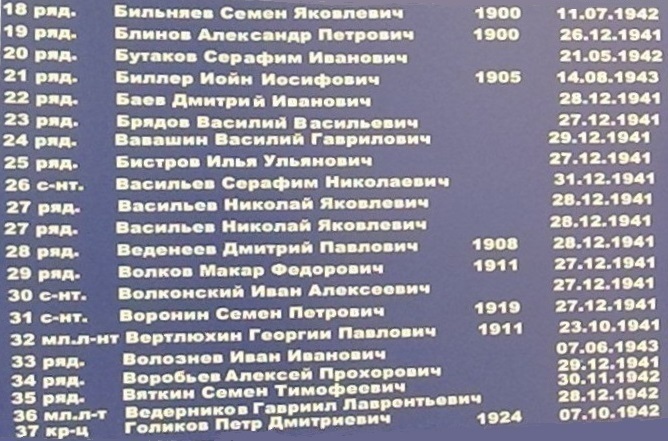 18 ряд. Бильняев Семен Яковлевич 1900 11.07.1942
19 ряд. Блинов Александр Петрович 1900 26.12.1941
20 ряд. Бутаков Серафим Иванович 21.05.1942
21 ряд. Биллер Иойн Иосифович 1905 14.08.1943
22 ряд. Баев Дмитрий Иванович 28.12.1941
23 ряд. Брядов Василий Васильевич 27.12.1941
24 ряд. Вавашин Василий Гаврилович 29.12.1941
25 ряд. Бистров Илья Ульянович 27.12.1941
26 с-нт. Васильев Серафим Николаевич 31.12.1941
27 ряд. Васильев Николай Яковлевич 28.12.1941
27 ряд. Васильев Николай Яковлевич 28.12.1941
28 ряд. Веденеев Дмитрий Павлович 1908 28.12.1941
29 ряд. Волков Макар Федорович 1911 27.12.1941
30 с-нт. Волконский Иван Алексеевич 27.12.1941
31 с-нт. Воронин Семен Петрович 1919 27.12.1941
32 мл.л-нт Вертлюхин Георгии Павлович 1911 23.10.1941
33 ряд. Волознев Иван Иванович 07.06.1943
34 ряд. Воробьев Алексей Прохорович 29.12.1941
35 ряд. Вяткин Семен Тимофеевич 30.11.1942
36 мл.л-т Ведерников Гавриил Лаврентьевич 28.12.1942
37 кр-ц Голиков Петр Дмитриевич 1924 07.10.1942